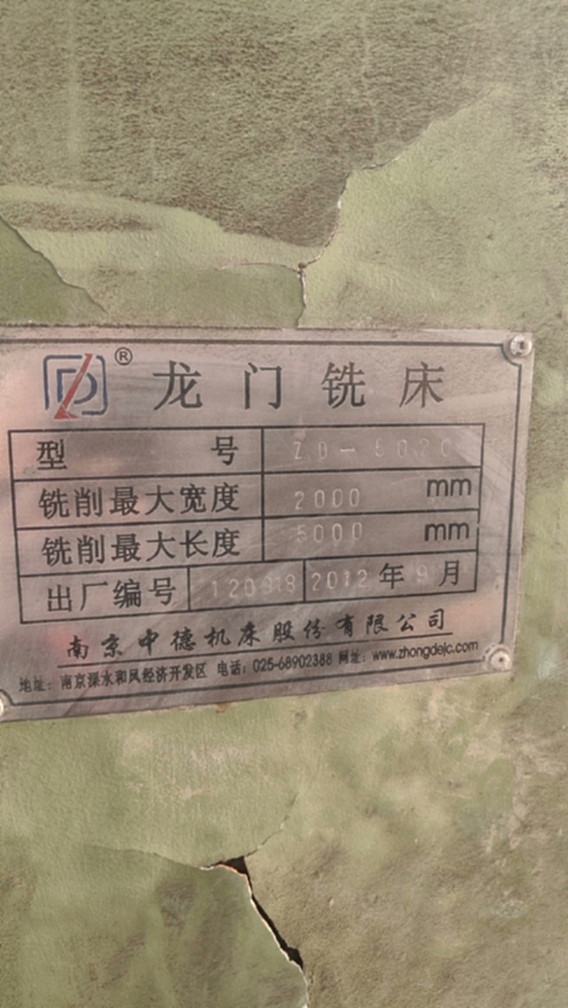 ® 龙门铣床
型号 ZD-5020
铣削最大宽度 2000 mm
铣削最大长度 5000 mm
出厂编号 2012年9月
南京中德机床股份有限公司
地址:南京溧水和凤经济开发区 电话:025-68902388 网址:www.zhongdejc.com